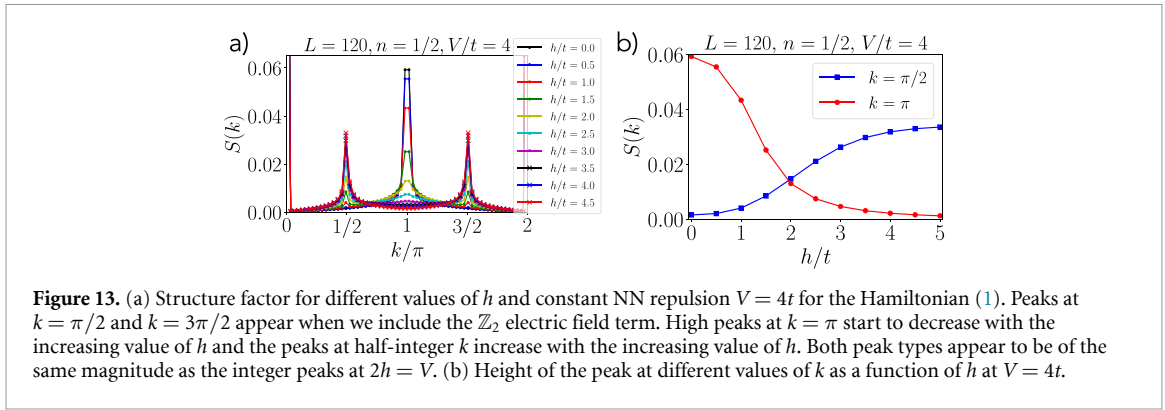 a)
L = 120, n = 1/2, V/t = 4
h/t = 0.0
h/t = 0.5
h/t = 1.0
h/t = 1.5
h/t = 2.0
h/t = 2.5
h/t = 3.0
h/t = 3.5
h/t = 4.0
h/t = 4.5
S(k)
0.06
0.04
0.02
0.00
0 1/2 1 3/2 2
k/π
b)
L = 120, n = 1/2, V/t = 4
k = π/2
k = π
S(k)
0.06
0.04
0.02
0.00
0 1 2 3 4 5
h/t
Figure 13. (a) Structure factor for different values of h and constant NN repulsion V = 4t for the Hamiltonian (1). Peaks at
k = π/2 and k = 3π/2 appear when we include the ℤ₂ electric field term. High peaks at k = π start to decrease with the
increasing value of h and the peaks at half-integer k increase with the increasing value of h. Both peak types appear to be of the
same magnitude as the integer peaks at 2h = V. (b) Height of the peak at different values of k as a function of h at V = 4t.